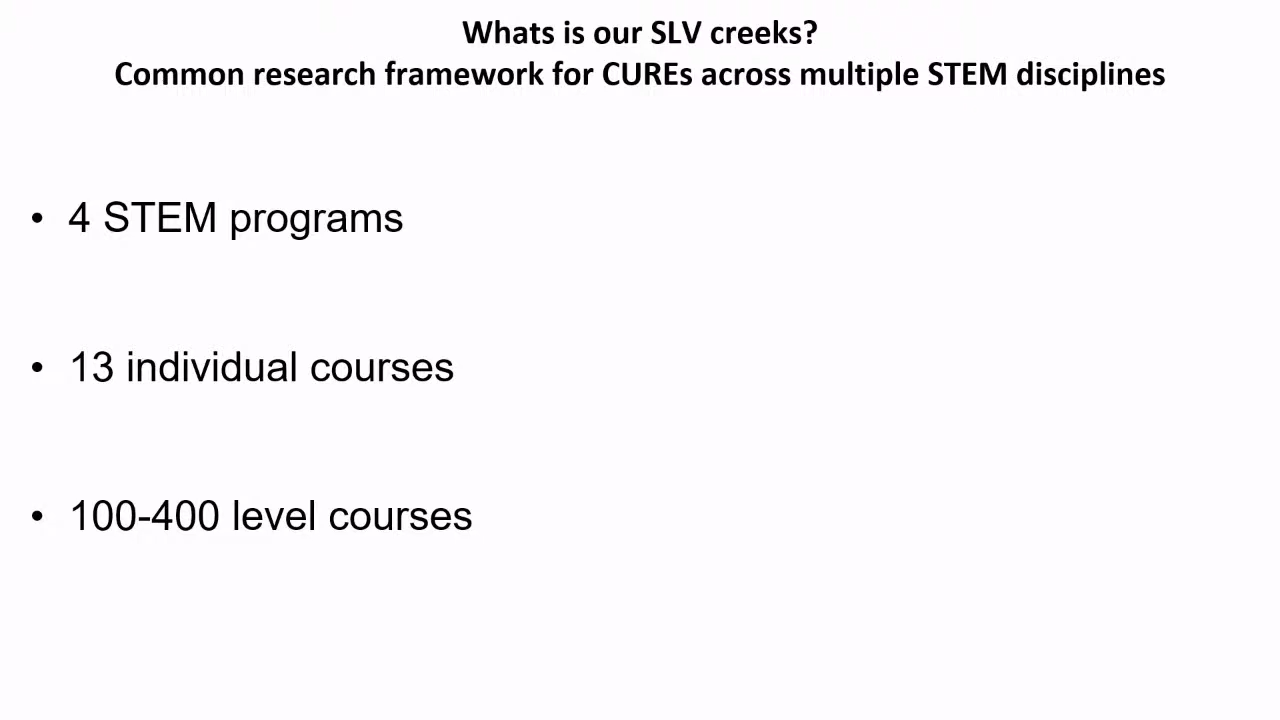 Whats is our SLV creeks?
Common research framework for CUREs across multiple STEM disciplines
• 4 STEM programs
• 13 individual courses
• 100-400 level courses